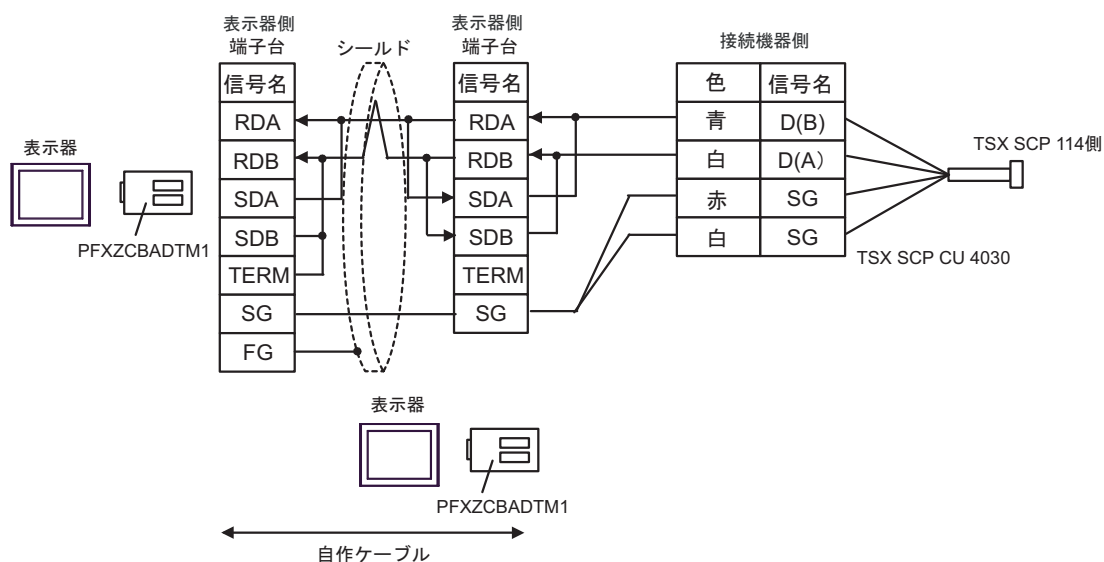 表示器側
端子台
シールド
表示器側
端子台
接続機器側
信号名
RDA
RDB
SDA
SDB
TERM
SG
FG
信号名
RDA
RDB
SDA
SDB
TERM
SG
色 信号名
青 D(B)
白 D(A)
赤 SG
白 SG
TSX SCP 114側
TSX SCP CU 4030
表示器
PFXZCBADTM1
表示器
PFXZCBADTM1
自作ケーブル